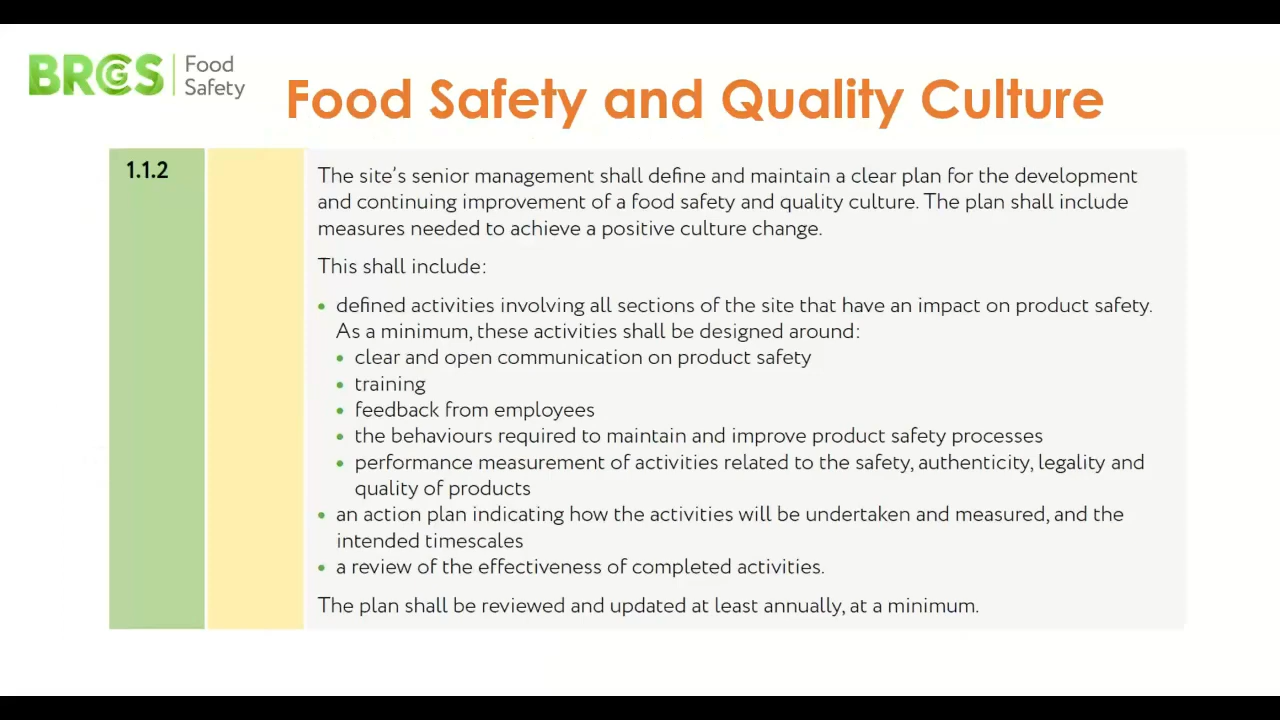 BRCGS
Food
Safety
Food Safety and Quality Culture
1.1.2
The site's senior management shall define and maintain a clear plan for the development
and continuing improvement of a food safety and quality culture. The plan shall include
measures needed to achieve a positive culture change.
This shall include:
• defined activities involving all sections of the site that have an impact on product safety.
As a minimum, these activities shall be designed around:
• clear and open communication on product safety
• training
• feedback from employees
• the behaviours required to maintain and improve product safety processes
• performance measurement of activities related to the safety, authenticity, legality and
quality of products
• an action plan indicating how the activities will be undertaken and measured, and the
intended timescales
• a review of the effectiveness of completed activities.
The plan shall be reviewed and updated at least annually, at a minimum.